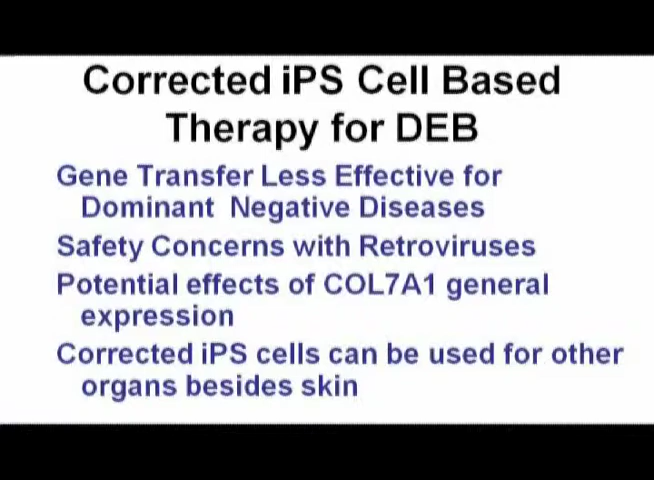 Corrected iPS Cell Based
Therapy for DEB
Gene Transfer Less Effective for
Dominant Negative Diseases
Safety Concerns with Retroviruses
Potential effects of COL7A1 general
expression
Corrected iPS cells can be used for other
organs besides skin